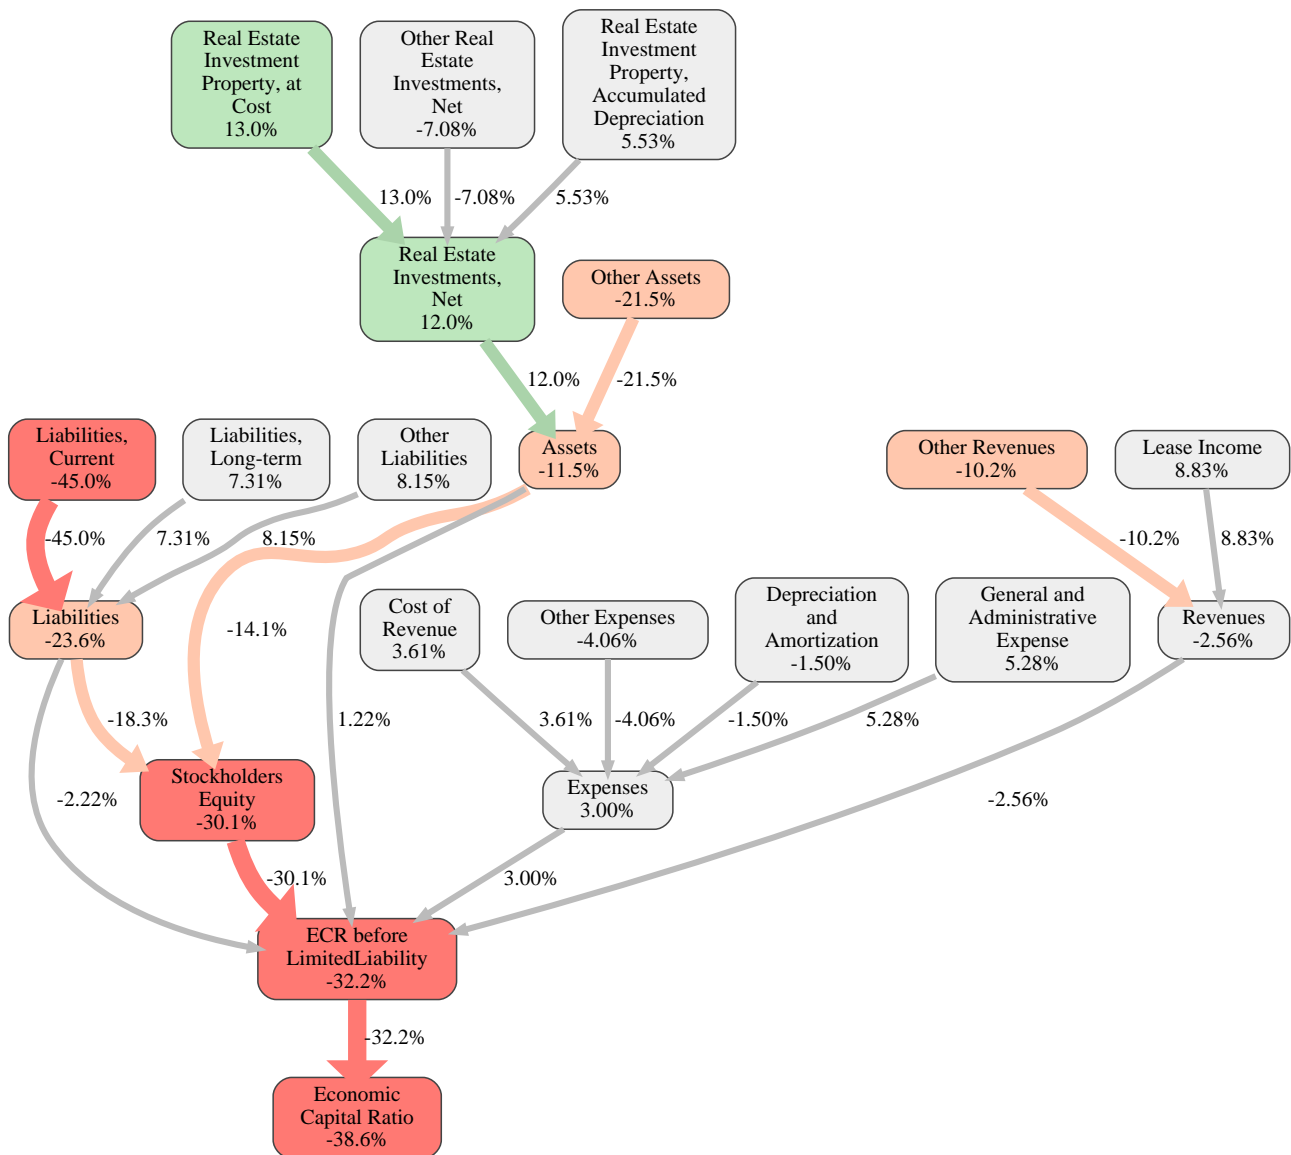 Real Estate
Investment
Property, at
Cost
13.0%
Other Real
Estate
Investments,
Net
-7.08%
Real Estate
Investment
Property,
Accumulated
Depreciation
5.53%
13.0%
-7.08%
5.53%
Real Estate
Investments,
Net
12.0%
Other Assets
-21.5%
12.0%
-21.5%
Liabilities,
Current
-45.0%
Liabilities,
Long-term
7.31%
Other
Liabilities
8.15%
Assets
-11.5%
Other Revenues
-10.2%
Lease Income
8.83%
-45.0%
7.31%
8.15%
-10.2%
8.83%
Liabilities
-23.6%
-14.1%
Cost of
Revenue
3.61%
Other Expenses
-4.06%
Depreciation
and
Amortization
-1.50%
General and
Administrative
Expense
5.28%
Revenues
-2.56%
-18.3%
1.22%
3.61%
-4.06%
-1.50%
5.28%
Stockholders
Equity
-30.1%
-2.22%
Expenses
3.00%
-2.56%
-30.1%
3.00%
ECR before
LimitedLiability
-32.2%
-32.2%
Economic
Capital Ratio
-38.6%